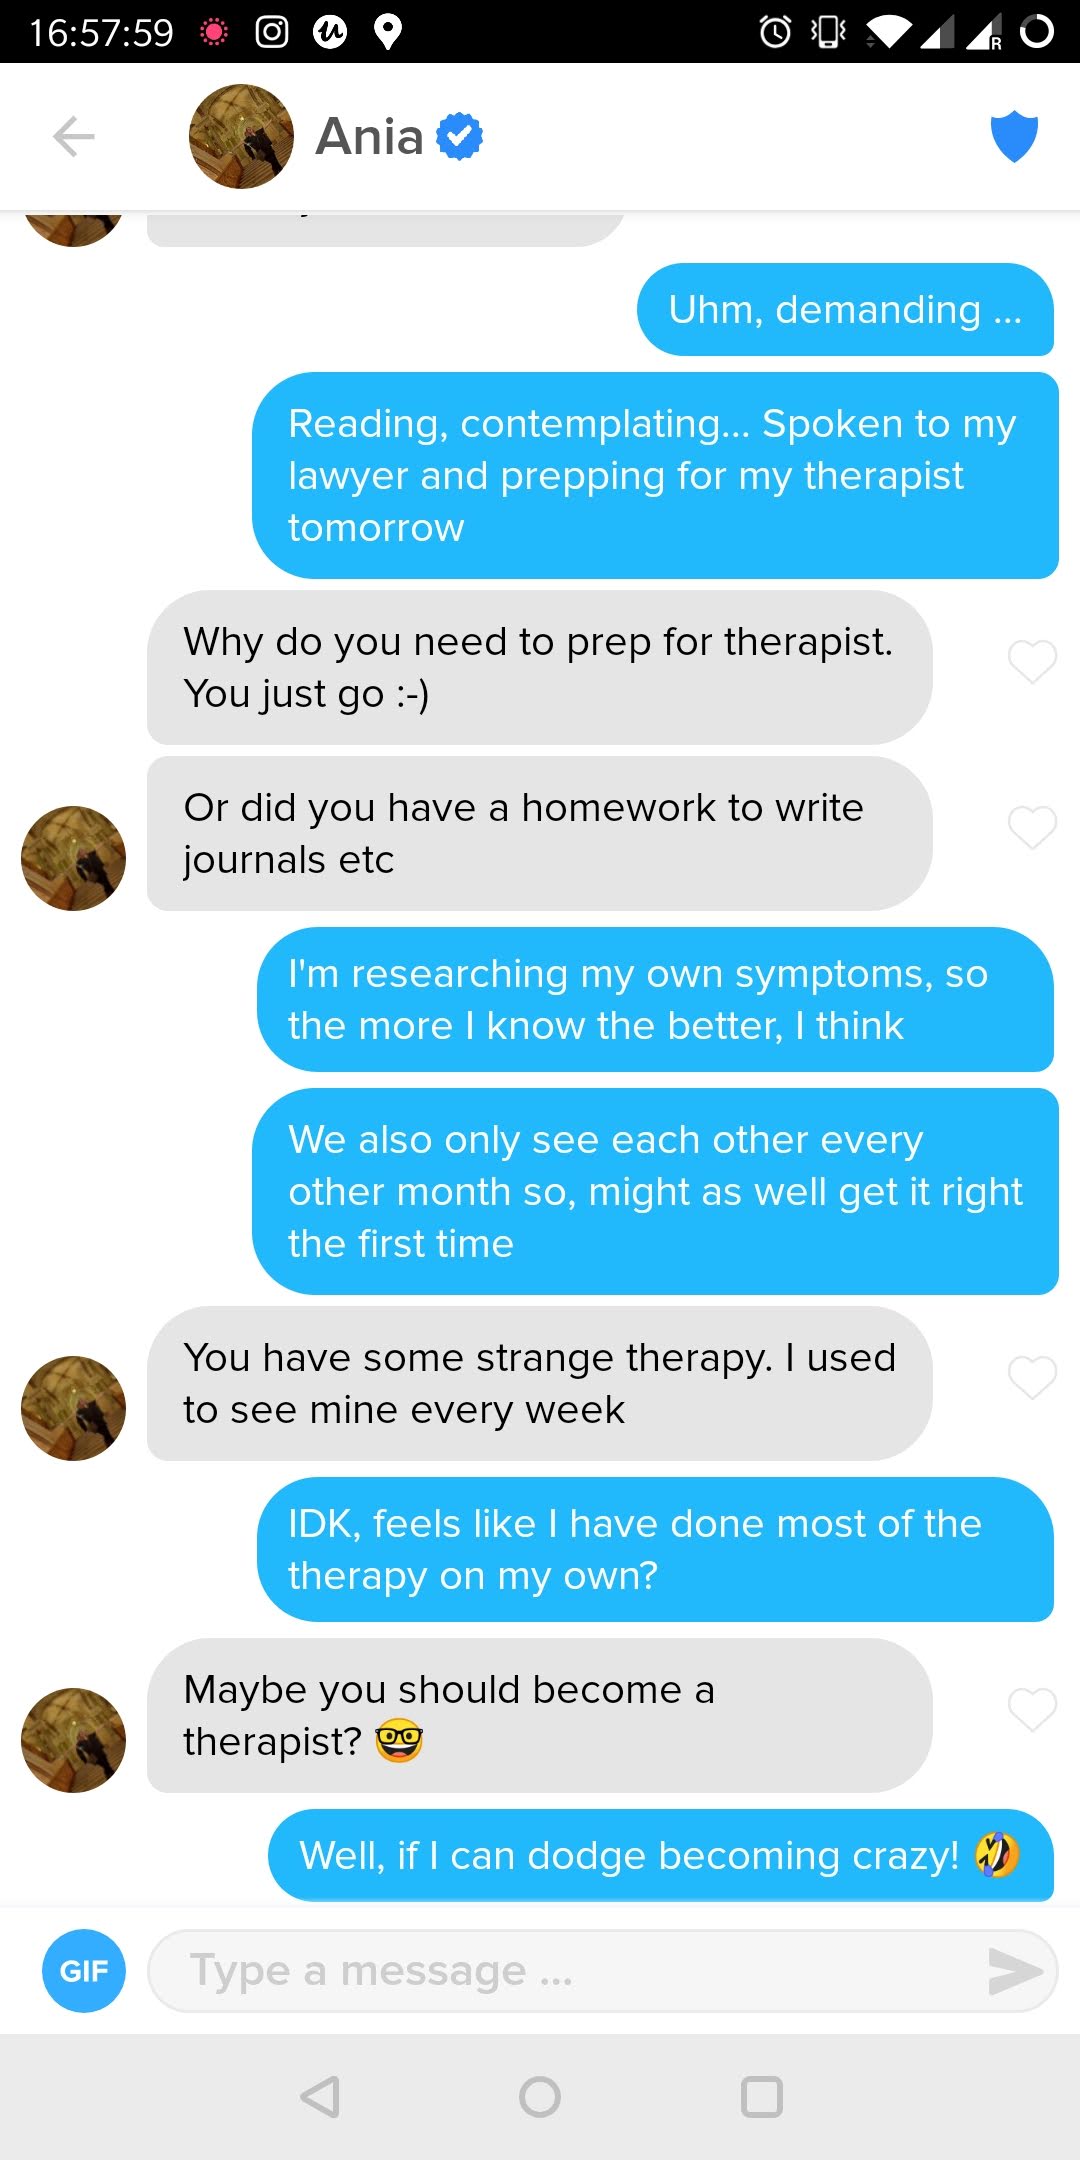 16:57:59
R
Ania
Uhm, demanding ...
Reading, contemplating... Spoken to my
lawyer and prepping for my therapist
tomorrow
Why do you need to prep for therapist.
You just go :-)
Or did you have a homework to write
journals etc
I'm researching my own symptoms, so
the more I know the better, I think
We also only see each other every
other month so, might as well get it right
the first time
You have some strange therapy. I used
to see mine every week
IDK, feels like I have done most of the
therapy on my own?
Maybe you should become a
therapist? 🤓
Well, if I can dodge becoming crazy! 🤣
GIF
Type a message ...